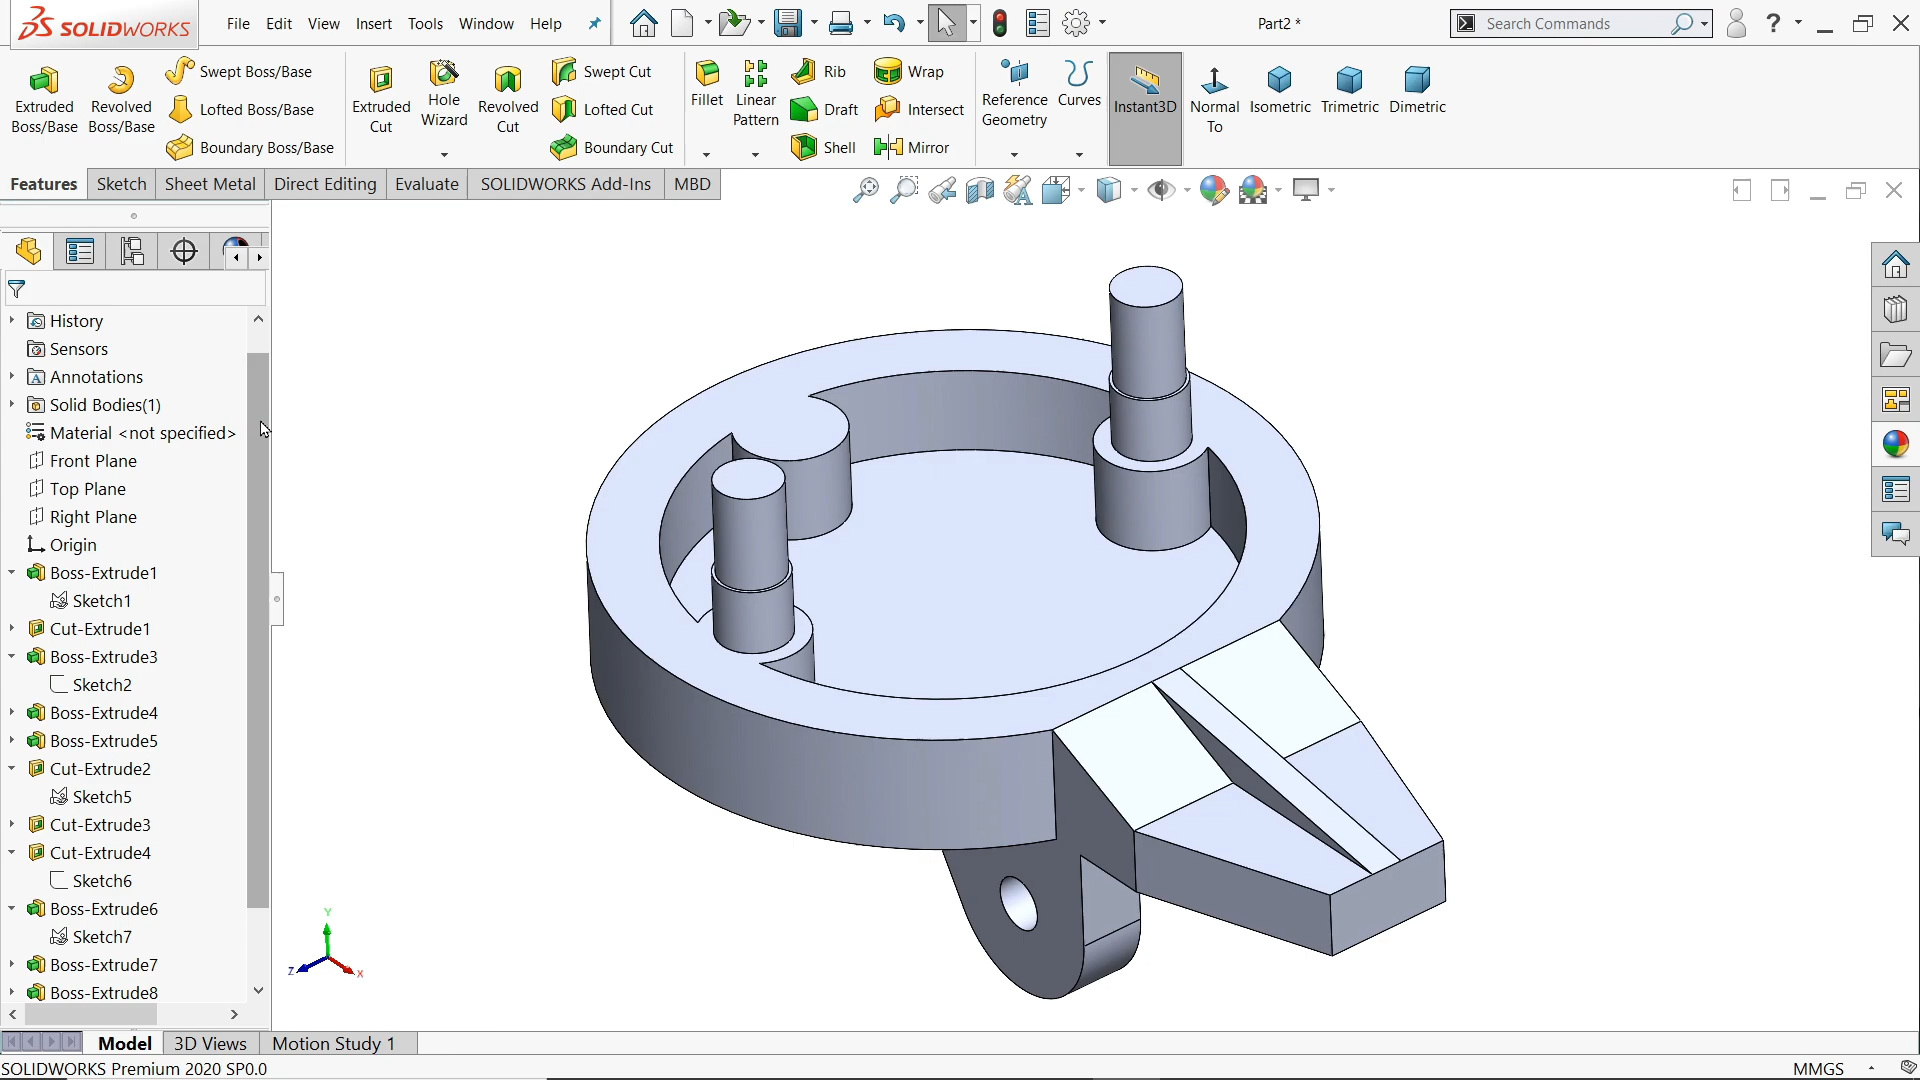 SOLIDWORKS
File Edit View Insert Tools Window Help
Part2 *
Search Commands
?
Extruded Boss/Base
Revolved Boss/Base
Swept Boss/Base
Lofted Boss/Base
Boundary Boss/Base
Extruded Cut
Hole Wizard
Revolved Cut
Swept Cut
Lofted Cut
Boundary Cut
Fillet
Linear Pattern
Rib
Draft
Shell
Wrap
Intersect
Mirror
Reference Geometry
Curves
Instant3D
Normal To
Isometric
Trimetric
Dimetric
Features Sketch Sheet Metal Direct Editing Evaluate SOLIDWORKS Add-Ins MBD
History
Sensors
Annotations
Solid Bodies(1)
Material <not specified>
Front Plane
Top Plane
Right Plane
Origin
Boss-Extrude1
Sketch1
Cut-Extrude1
Boss-Extrude3
Sketch2
Boss-Extrude4
Boss-Extrude5
Cut-Extrude2
Sketch5
Cut-Extrude3
Cut-Extrude4
Sketch6
Boss-Extrude6
Sketch7
Boss-Extrude7
Boss-Extrude8
Y
Z
X
Model 3D Views Motion Study 1
SOLIDWORKS Premium 2020 SP0.0
MMGS